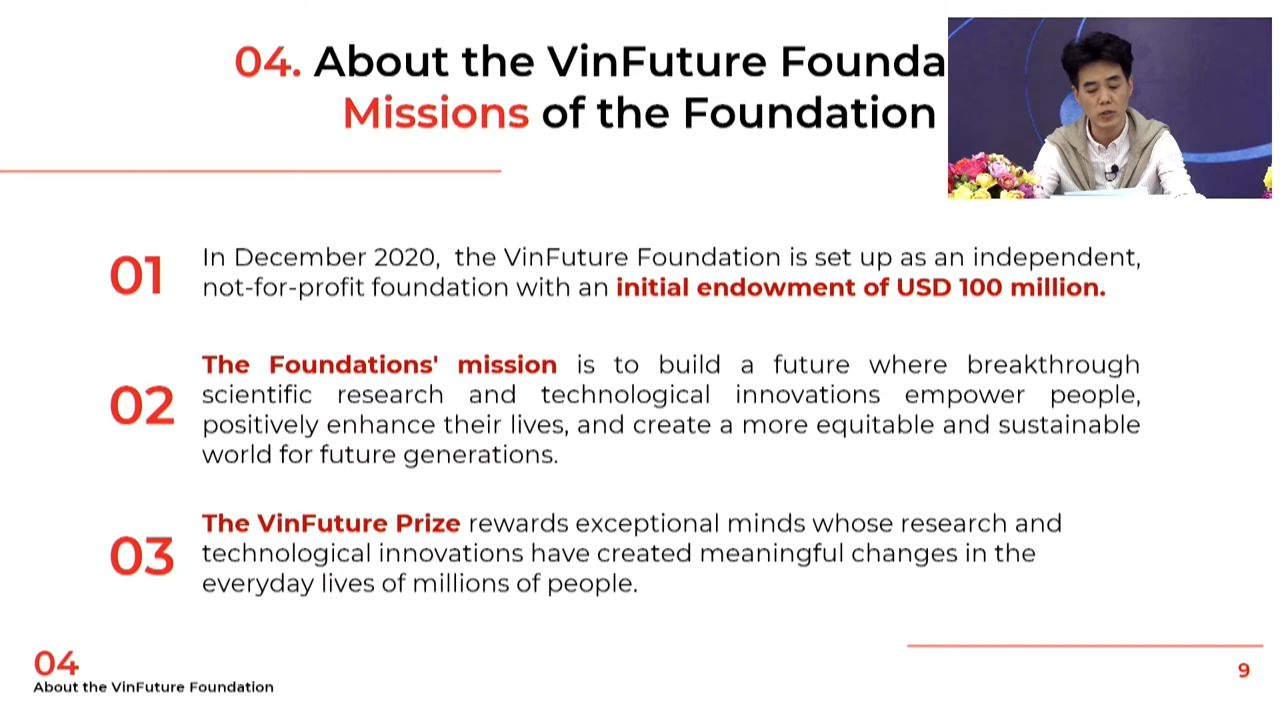 04. About the VinFuture Founda
Missions of the Foundation
01
In December 2020, the VinFuture Foundation is set up as an independent,
not-for-profit foundation with an initial endowment of USD 100 million.
02
The Foundations' mission is to build a future where breakthrough
scientific research and technological innovations empower people,
positively enhance their lives, and create a more equitable and sustainable
world for future generations.
03
The VinFuture Prize rewards exceptional minds whose research and
technological innovations have created meaningful changes in the
everyday lives of millions of people.
04
About the VinFuture Foundation
9